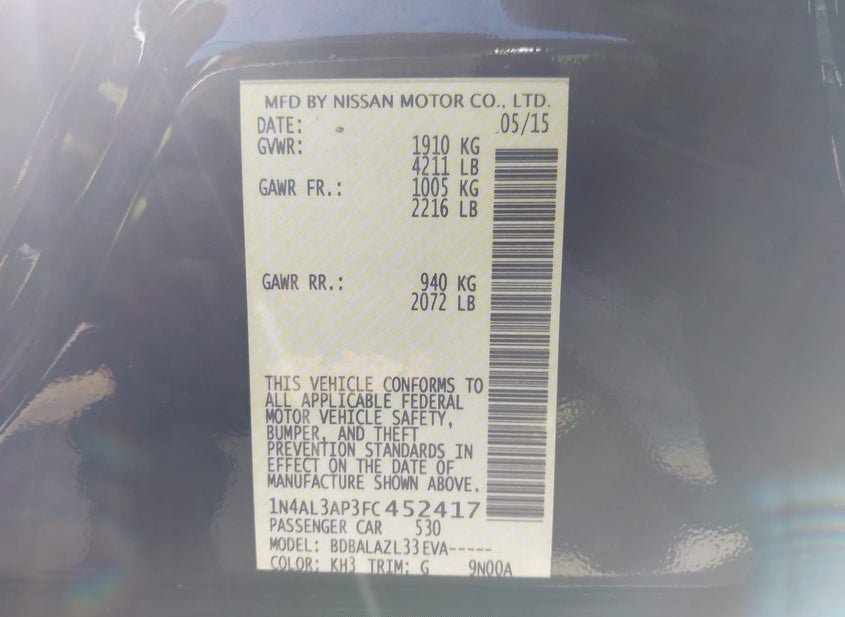 MFD BY NISSAN MOTOR CO., LTD.
DATE: 05/15
GVWR: 1910 KG
4211 LB
GAWR FR.: 1005 KG
2216 LB
GAWR RR.: 940 KG
2072 LB
THIS VEHICLE CONFORMS TO
ALL APPLICABLE FEDERAL
MOTOR VEHICLE SAFETY,
BUMPER, AND THEFT
PREVENTION STANDARDS IN
EFFECT ON THE DATE OF
MANUFACTURE SHOWN ABOVE.
1N4AL3AP3FC452417
PASSENGER CAR 530
MODEL: BDBALAZL33EVA-----
COLOR: KH3 TRIM: G 9N00A